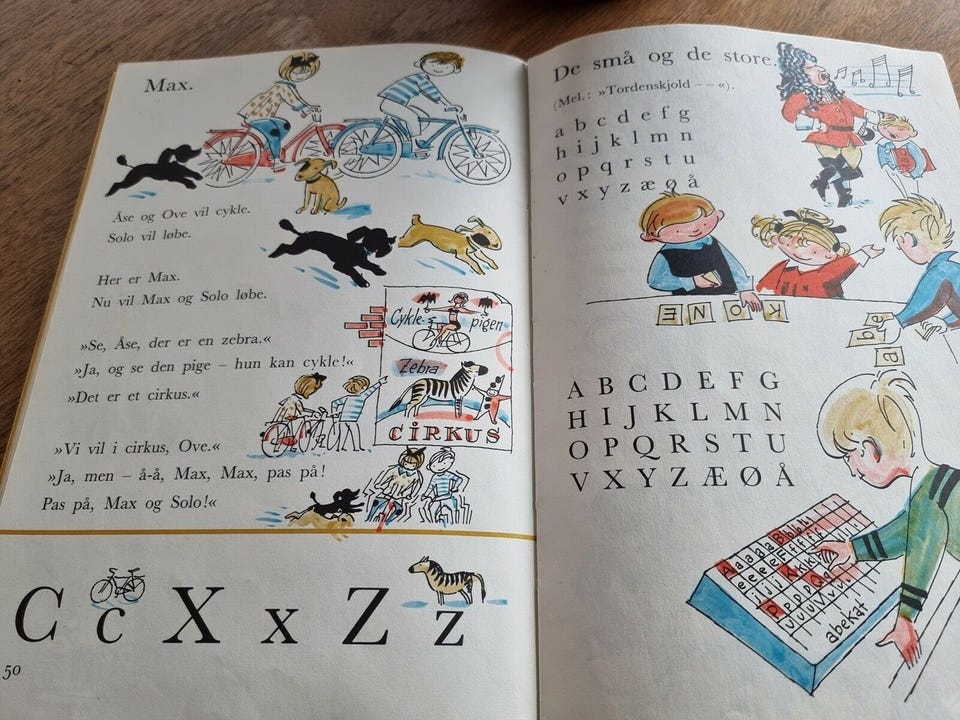 Max.
Åse og Ove vil cykle.
Solo vil løbe.
Her er Max.
Nu vil Max og Solo løbe.
»Se, Åse, der er en zebra.«
»Ja, og se den pige – hun kan cykle!«
»Det er et cirkus.«
Cykle-pigen
Zebra
CIRKUS
»Vi vil i cirkus, Ove.«
»Ja, men – å-å, Max, Max, pas på!
Pas på, Max og Solo!«
C c X x Z z
50
De små og de store.
(Mel.: »Tordenskjold – –«).
a b c d e f g
h i j k l m n
o p q r s t u
v x y z æ ø å
KONE
A B C D E F G
H I J K L M N
O P Q R S T U
V X Y Z Æ Ø Å
abekat